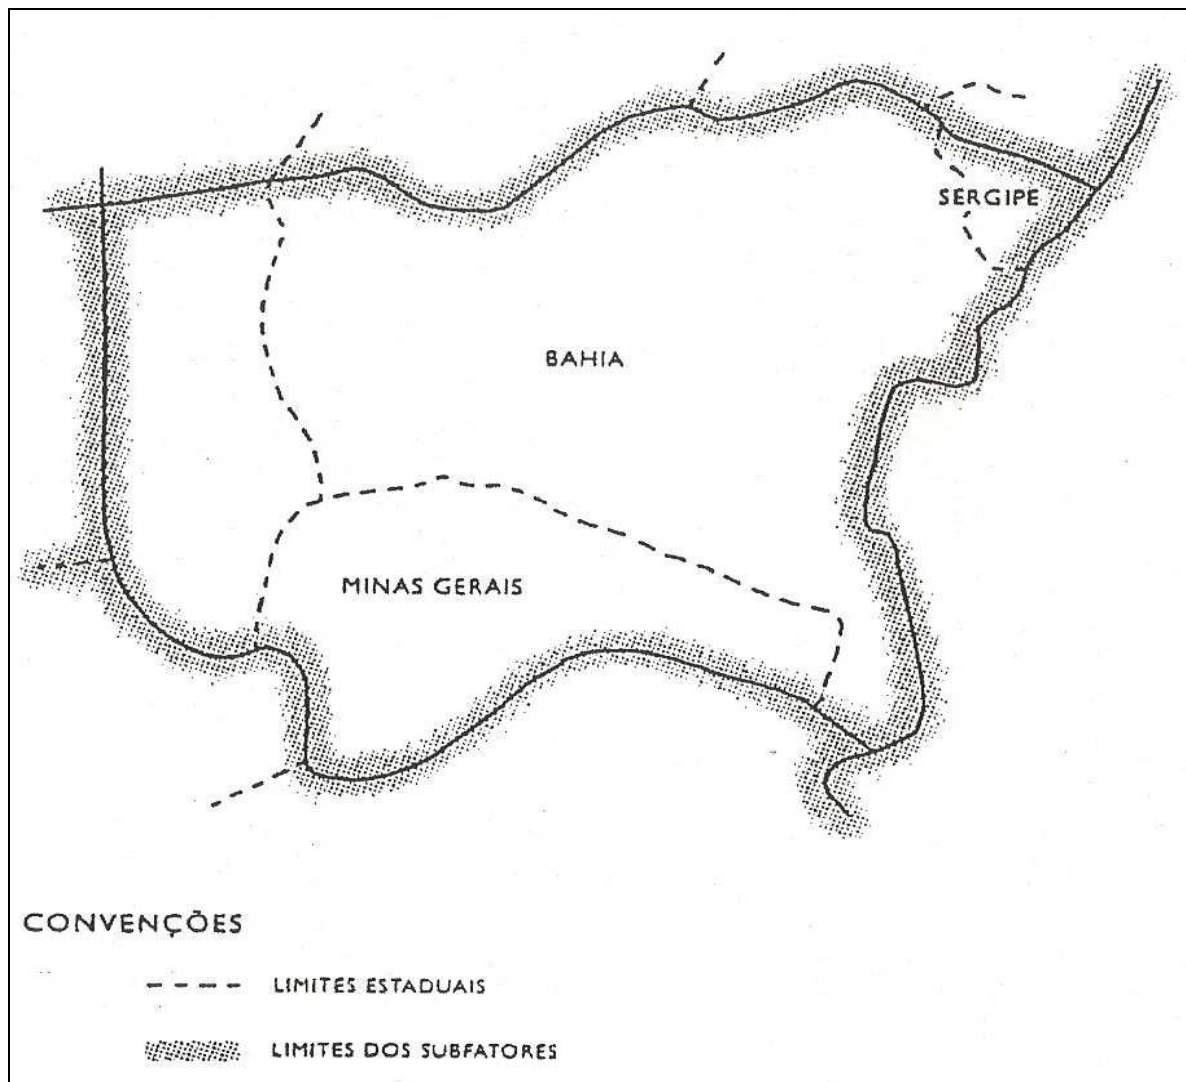 SERGIPE
BAHIA
MINAS GERAIS
CONVENÇÕES
LIMITES ESTADUAIS
LIMITES DOS SUBFATORES